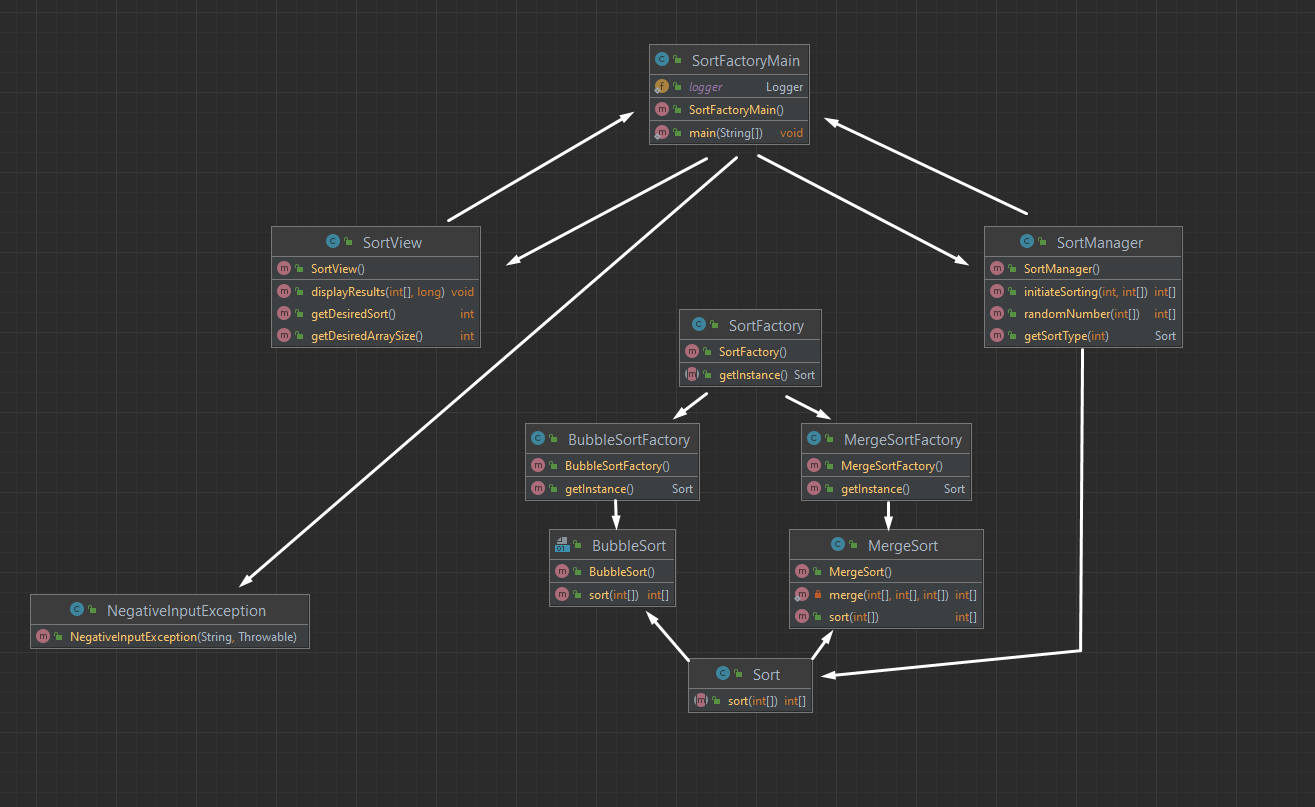 SortFactoryMain
logger Logger
SortFactoryMain()
main(String[]) void
SortView
SortView()
displayResults(int[], long) void
getDesiredSort() int
getDesiredArraySize() int
SortManager
SortManager()
initiateSorting(int, int[]) int[]
randomNumber(int[]) int[]
getSortType(int) Sort
SortFactory
SortFactory()
getInstance() Sort
BubbleSortFactory
BubbleSortFactory()
getInstance() Sort
MergeSortFactory
MergeSortFactory()
getInstance() Sort
BubbleSort
BubbleSort()
sort(int[]) int[]
MergeSort
MergeSort()
merge(int[], int[], int[]) int[]
sort(int[]) int[]
NegativeInputException
NegativeInputException(String, Throwable)
Sort
sort(int[]) int[]